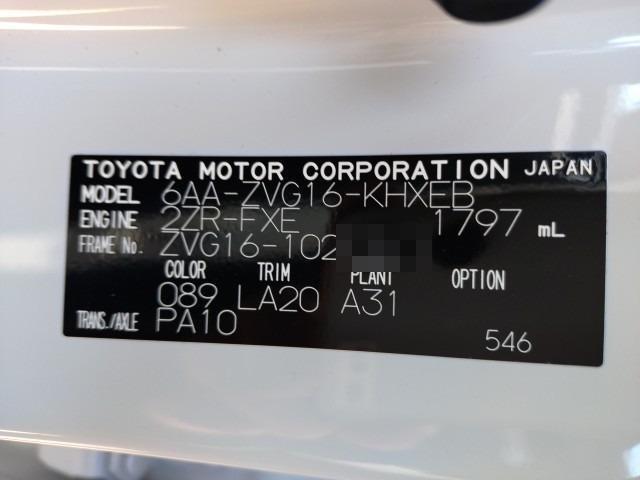 TOYOTA MOTOR CORPORATION JAPAN
MODEL 6AA-ZVG16-KHXEB
ENGINE 2ZR-FXE 1797 mL
FRAME No. ZVG16-102
COLOR TRIM PLANT OPTION
089 LA20 A31
TRANS./AXLE PA10
546